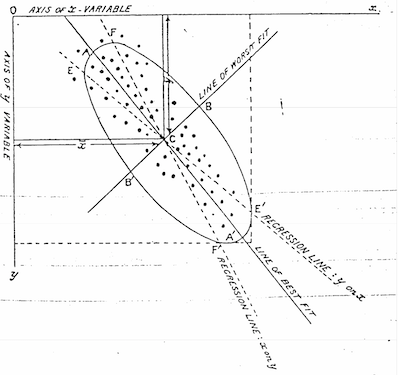 O AXIS OF X-VARIABLE x
AXIS OF Y VARIABLE
y
F
A
E
LINE OF WORST FIT
B
C
x̄
B'
E'
REGRESSION LINE: y on x
A'
F'
LINE OF BEST FIT
REGRESSION LINE: x on y